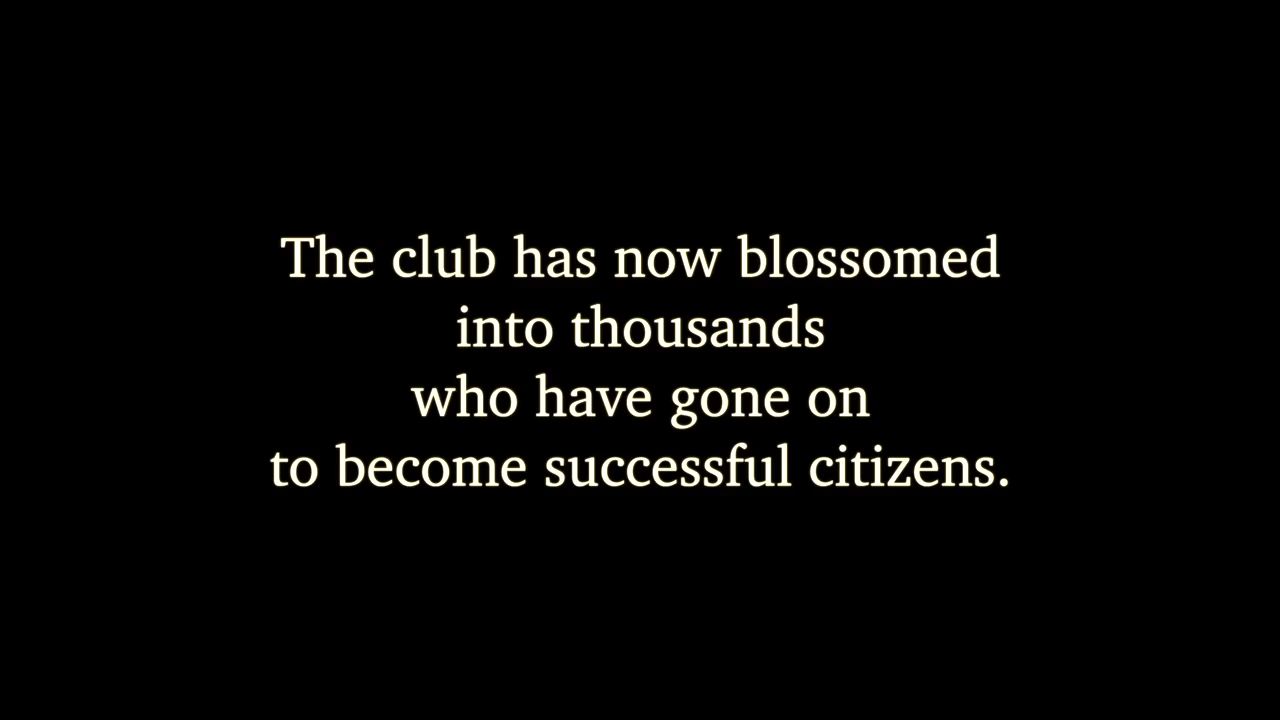 The club has now blossomed
into thousands
who have gone on
to become successful citizens.